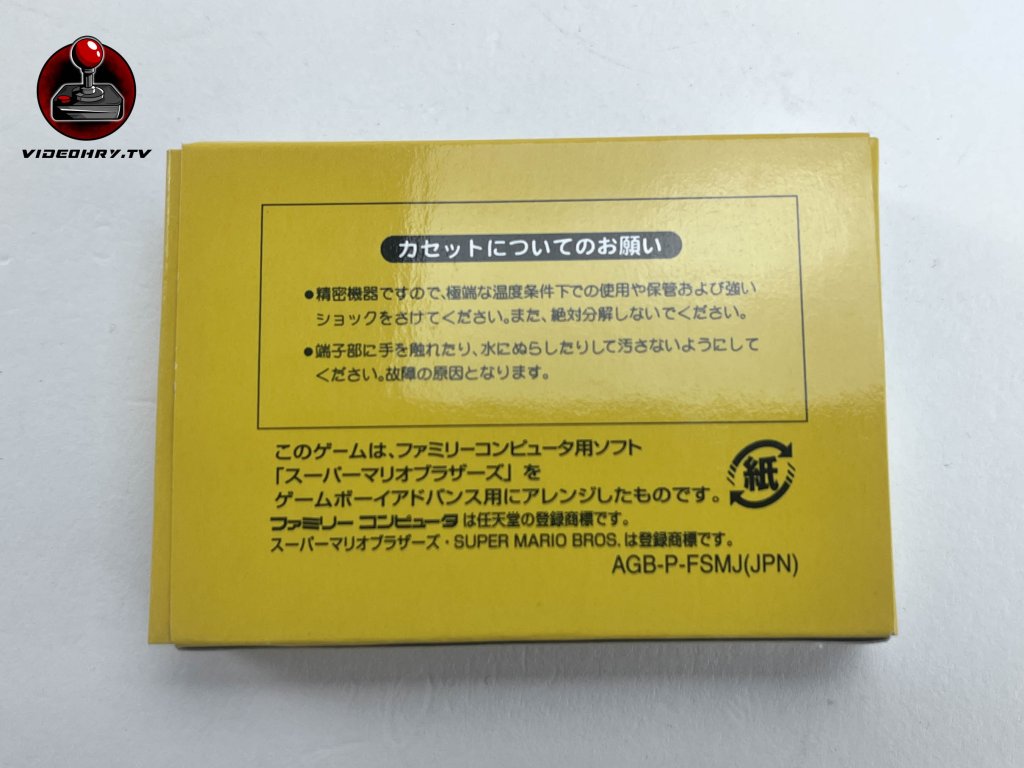 VIDEOHRY.TV
カセットについてのお願い
●精密機器ですので、極端な温度条件下での使用や保管および強い
ショックをさけてください。また、絶対分解しないでください。
●端子部に手を触れたり、水にぬらしたりして汚さないようにして
ください。故障の原因となります。
このゲームは、ファミリーコンピュータ用ソフト
「スーパーマリオブラザーズ」を
ゲームボーイアドバンス用にアレンジしたものです。
紙
ファミリー コンピュータ は任天堂の登録商標です。
スーパーマリオブラザーズ・SUPER MARIO BROS. は登録商標です。
AGB-P-FSMJ(JPN)